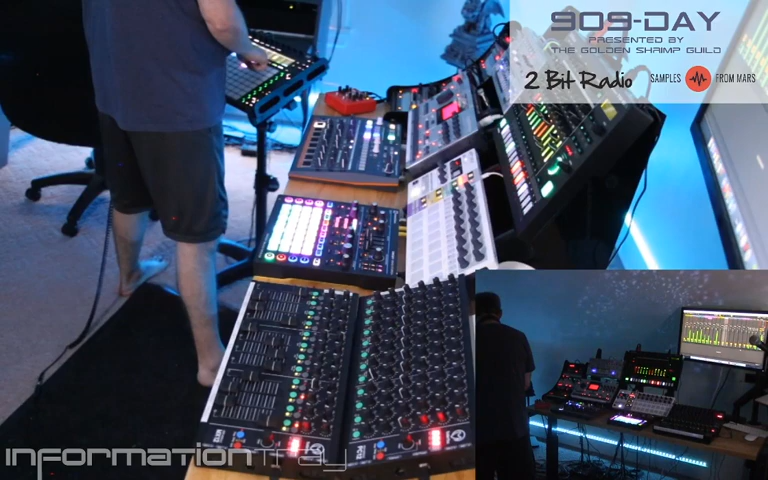 909-DAY
PRESENTED BY
THE GOLDEN SHRIMP GUILD
2 Bit Radio
SAMPLES FROM MARS
INFORMATIONTray